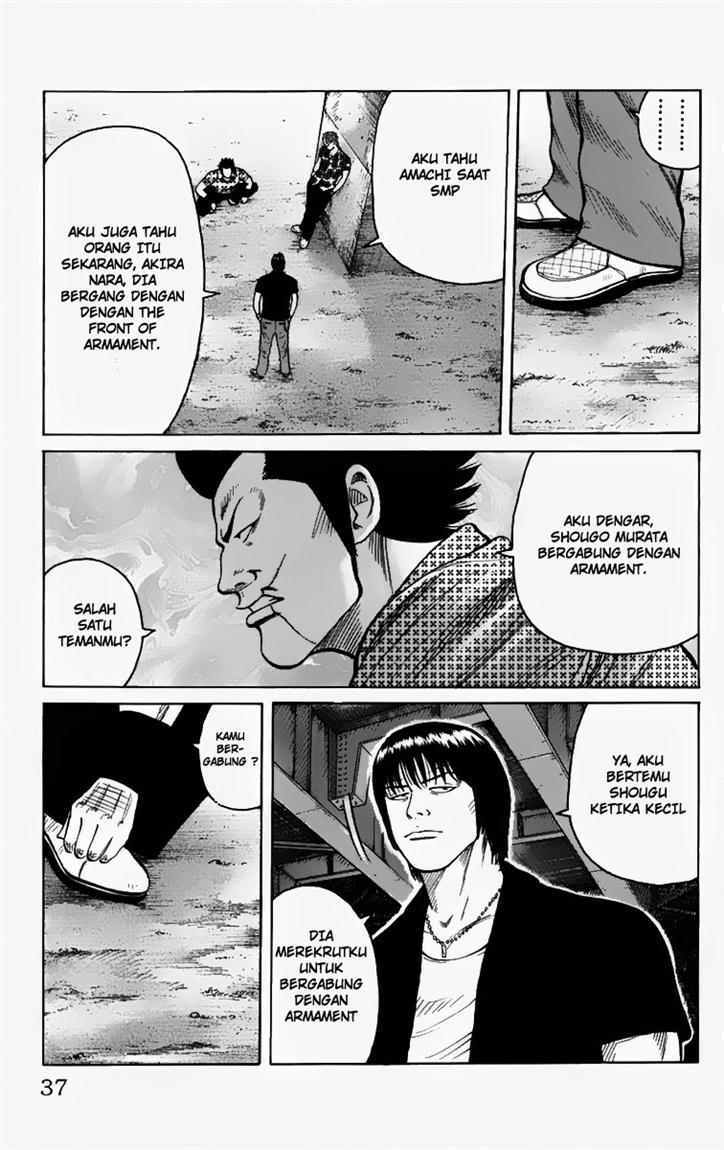 AKU TAHU
AMACHI SAAT
SMP
AKU JUGA TAHU
ORANG ITU
SEKARANG, AKIRA
NARA, DIA
BERGANG DENGAN
DENGAN THE
FRONT OF
ARMAMENT.
.......
.......
AKU DENGAR,
SHOUGO MURATA
BERGABUNG DENGAN
ARMAMENT.
SALAH
SATU
TEMANMU?
KAMU
BER-
GABUNG ?
YA, AKU
BERTEMU
SHOUGU
KETIKA KECIL
DIA
MEREKRUTKU
UNTUK
BERGABUNG
DENGAN
ARMAMENT
37